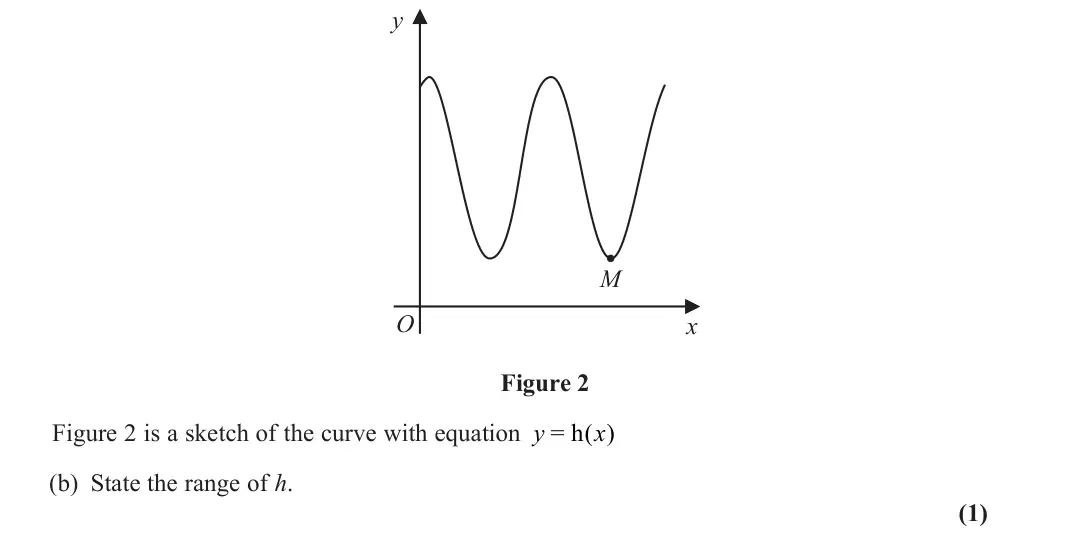 y
M
O
x
Figure 2
Figure 2 is a sketch of the curve with equation y = h(x)
(b) State the range of h.
(1)